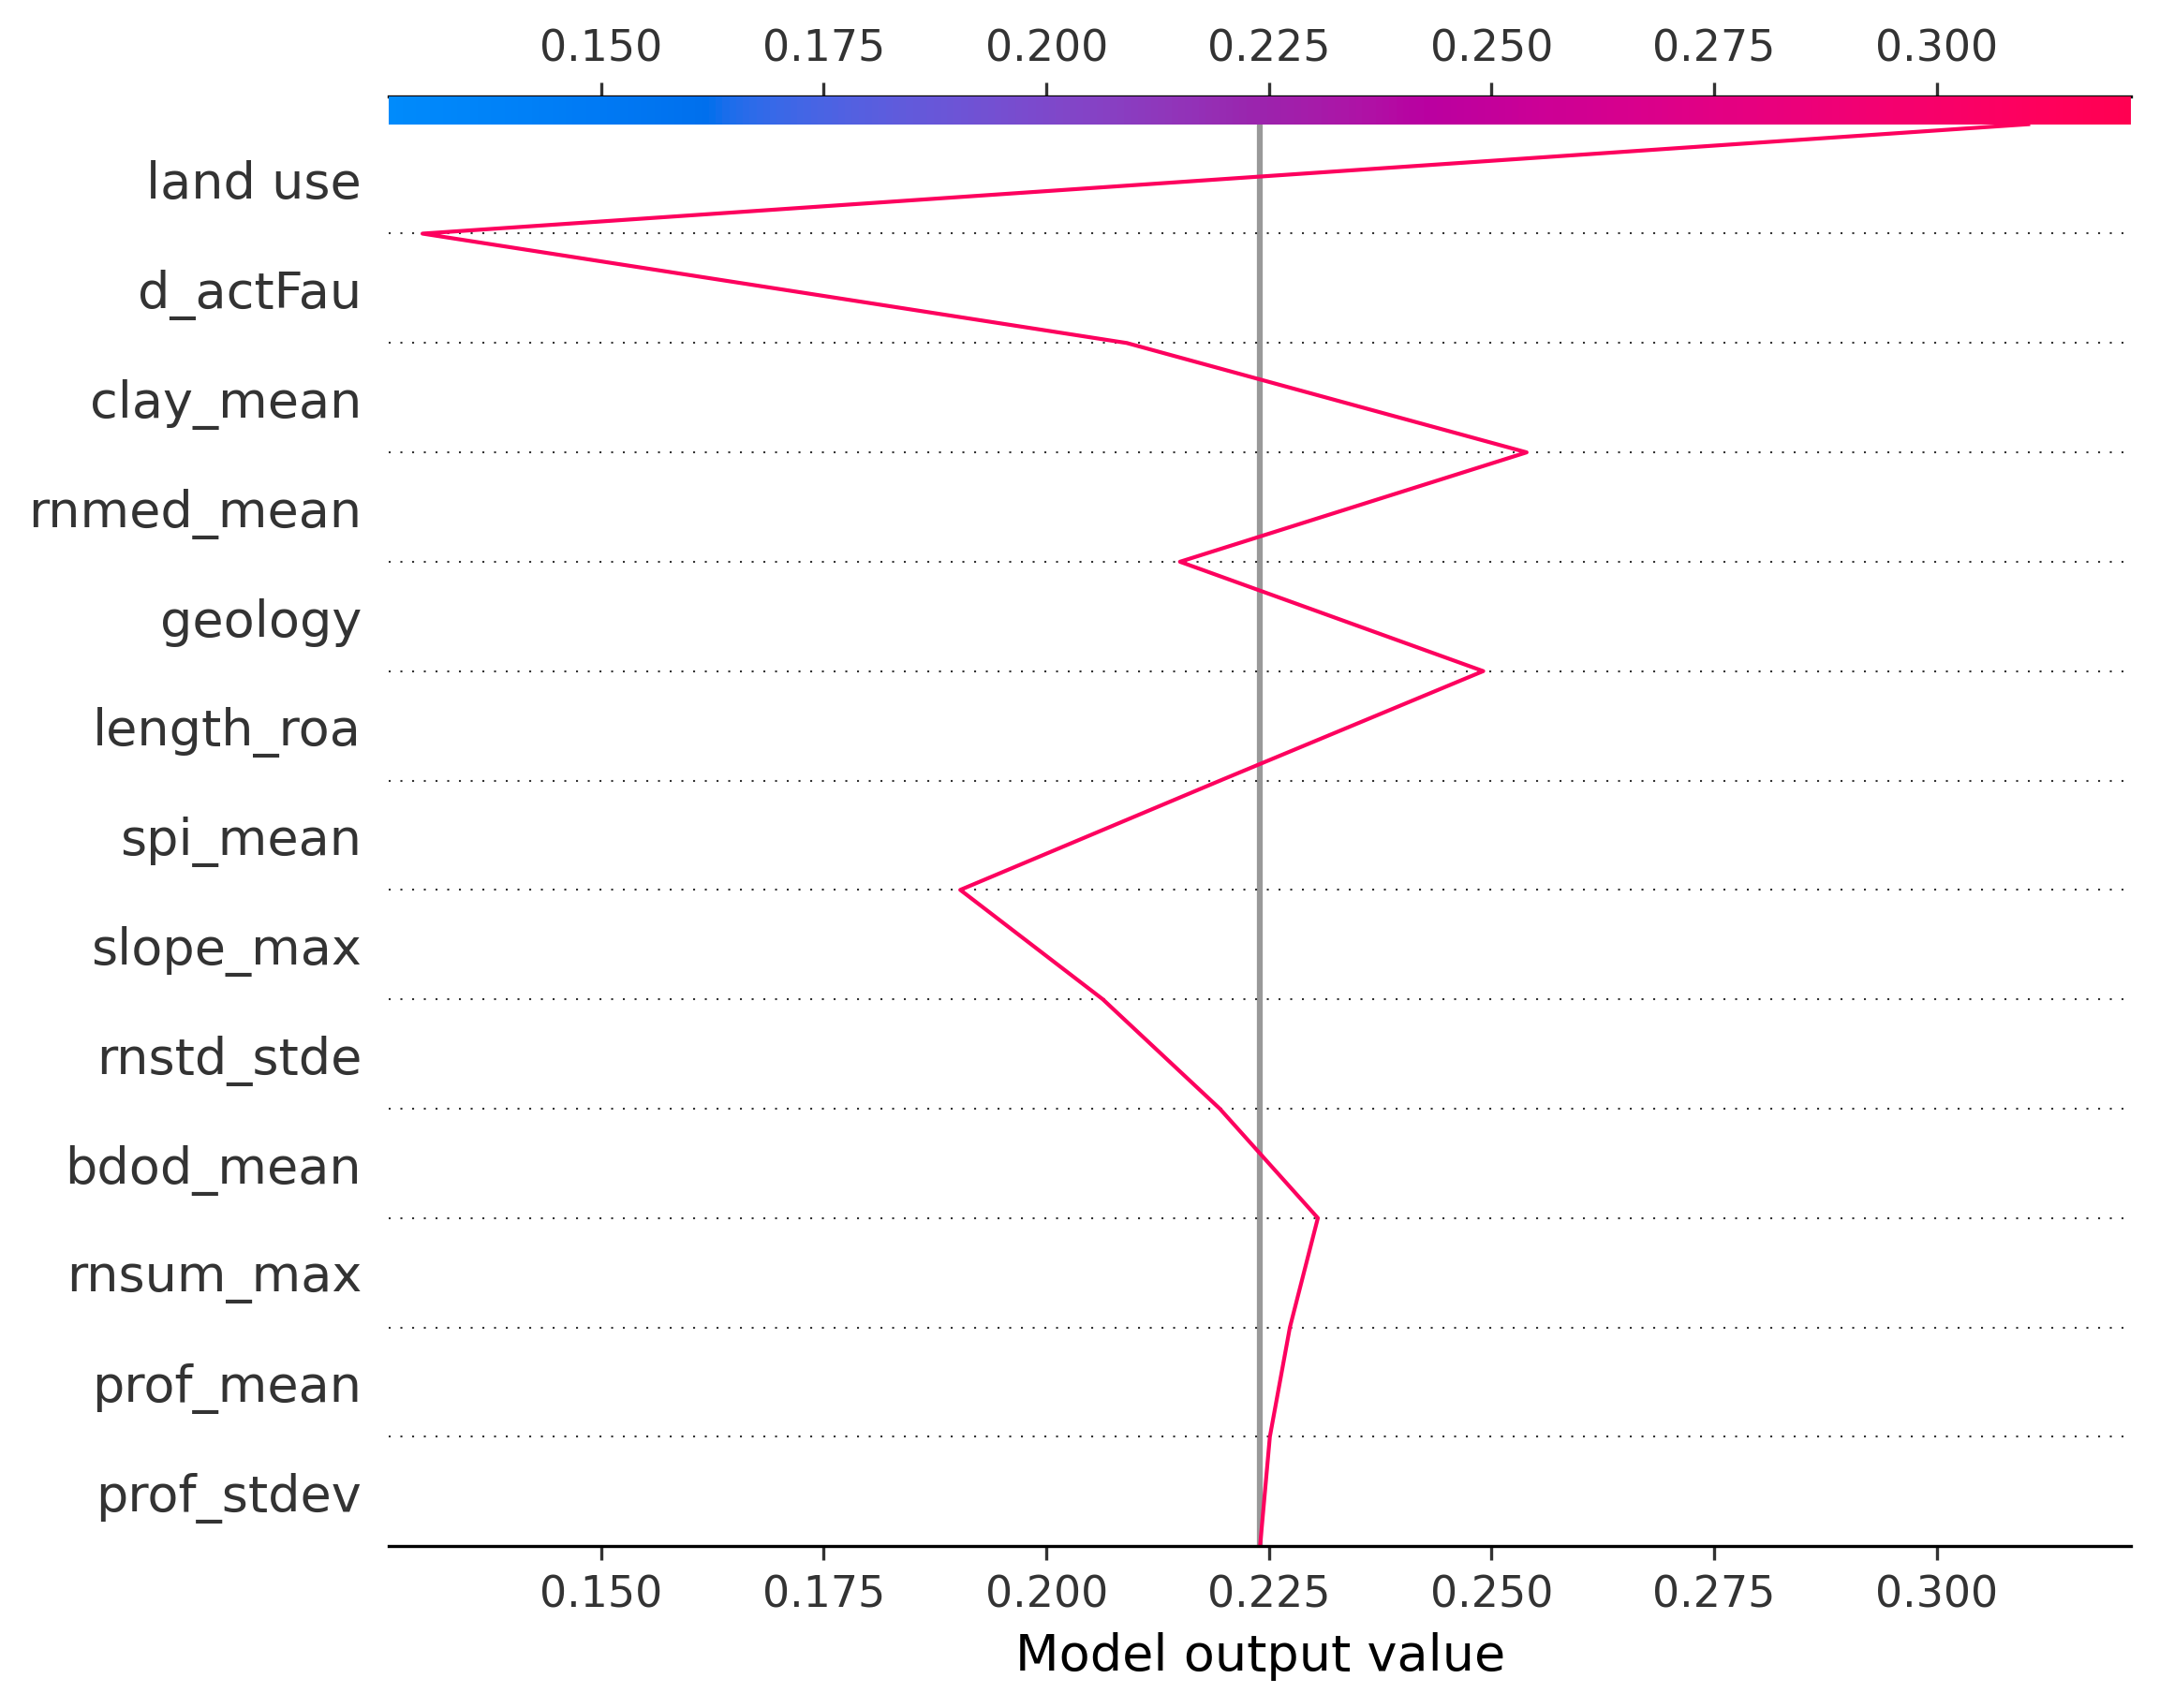 0.150 0.175 0.200 0.225 0.250 0.275 0.300
land use
d_actFau
clay_mean
rnmed_mean
geology
length_roa
spi_mean
slope_max
rnstd_stde
bdod_mean
rnsum_max
prof_mean
prof_stdev
0.150 0.175 0.200 0.225 0.250 0.275 0.300
Model output value